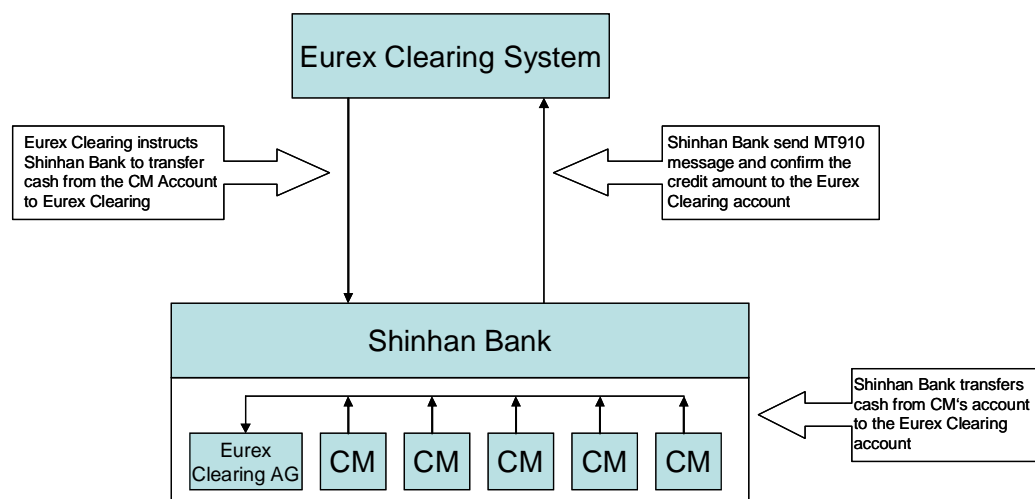 Eurex Clearing System
Eurex Clearing instructs
Shinhan Bank to transfer
cash from the CM Account
to Eurex Clearing
Shinhan Bank send MT910
message and confirm the
credit amount to the Eurex
Clearing account
Shinhan Bank
Shinhan Bank transfers
cash from CM‘s account
to the Eurex Clearing
account
Eurex
Clearing AG
CM
CM
CM
CM
CM